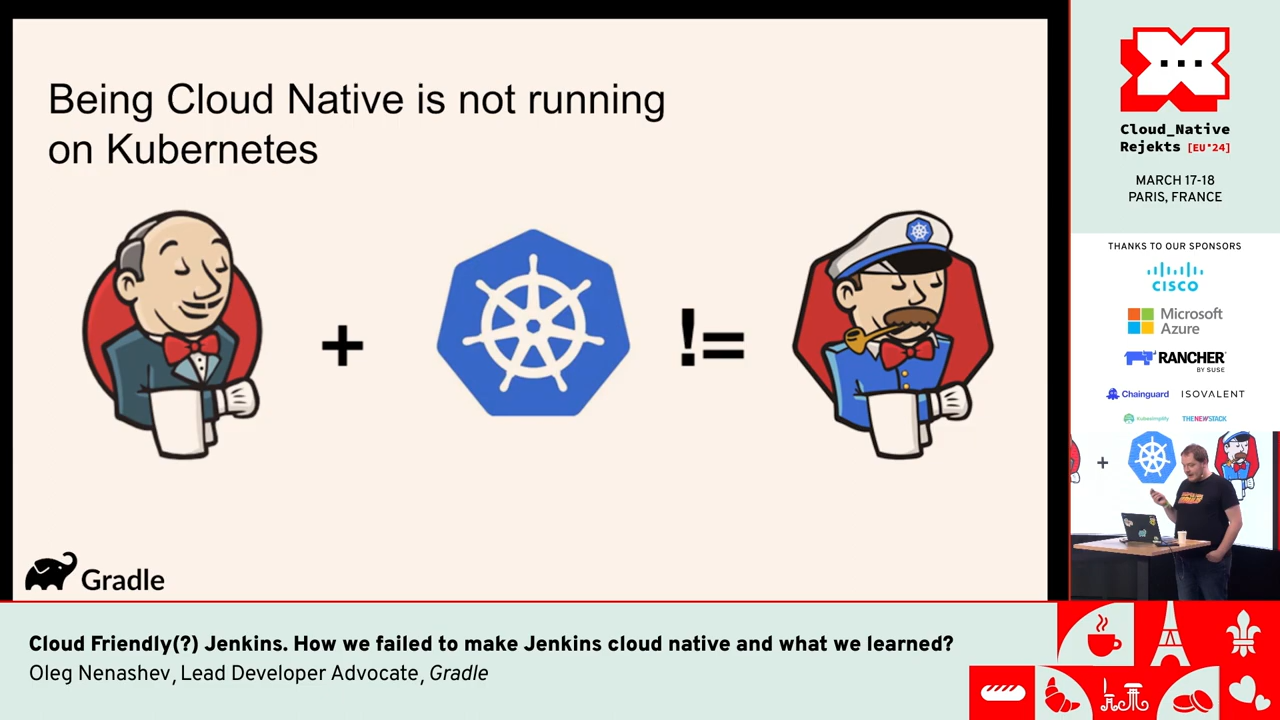 Being Cloud Native is not running
on Kubernetes
+
!=
Gradle
Cloud_Native
Rejekts [EU'24]
MARCH 17-18
PARIS, FRANCE
THANKS TO OUR SPONSORS
CISCO
Microsoft
Azure
RANCHER
BY SUSE
Chainguard
ISOVALENT
Kubesimplify
THENEWSTACK
+
Cloud Friendly(?) Jenkins. How we failed to make Jenkins cloud native and what we learned?
Oleg Nenashev, Lead Developer Advocate, Gradle